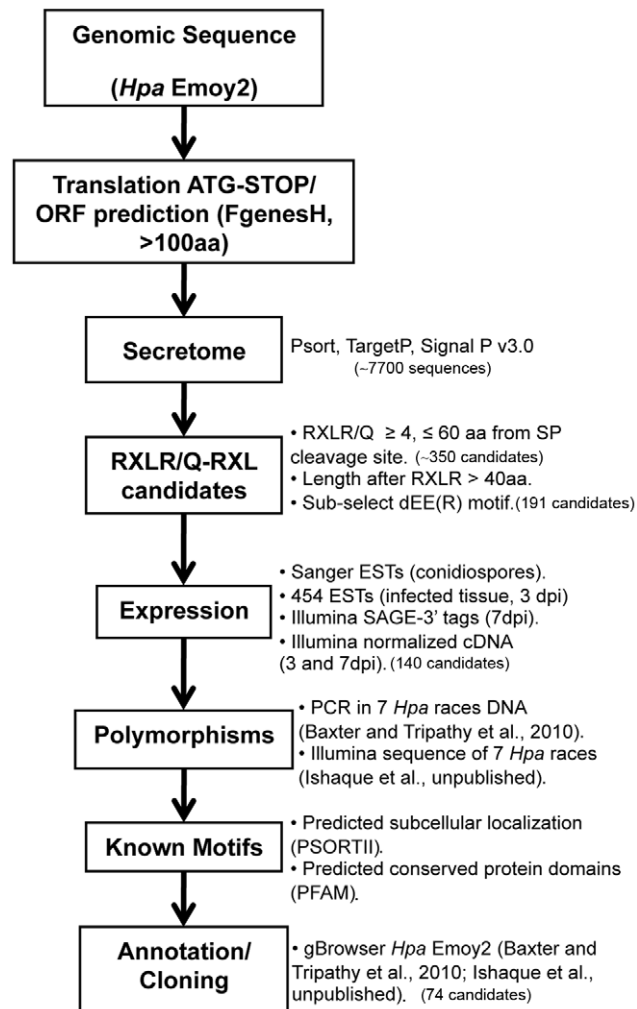 Genomic Sequence
(Hpa Emoy2)
Translation ATG-STOP/
ORF prediction (FgenesH,
>100aa)
Secretome
Psort, TargetP, Signal P v3.0
(~7700 sequences)
RXLR/Q-RXL
candidates
• RXLR/Q ≥ 4, ≤ 60 aa from SP
cleavage site. (~350 candidates)
• Length after RXLR > 40aa.
• Sub-select dEE(R) motif.(191 candidates)
Expression
• Sanger ESTs (conidiospores).
• 454 ESTs (infected tissue, 3 dpi)
• Illumina SAGE-3' tags (7dpi).
• Illumina normalized cDNA
(3 and 7dpi). (140 candidates)
Polymorphisms
• PCR in 7 Hpa races DNA
(Baxter and Tripathy et al., 2010).
• Illumina sequence of 7 Hpa races
(Ishaque et al., unpublished).
Known Motifs
• Predicted subcellular localization
(PSORTII).
• Predicted conserved protein domains
(PFAM).
Annotation/
Cloning
• gBrowser Hpa Emoy2 (Baxter and
Tripathy et al., 2010; Ishaque et al.,
unpublished). (74 candidates)